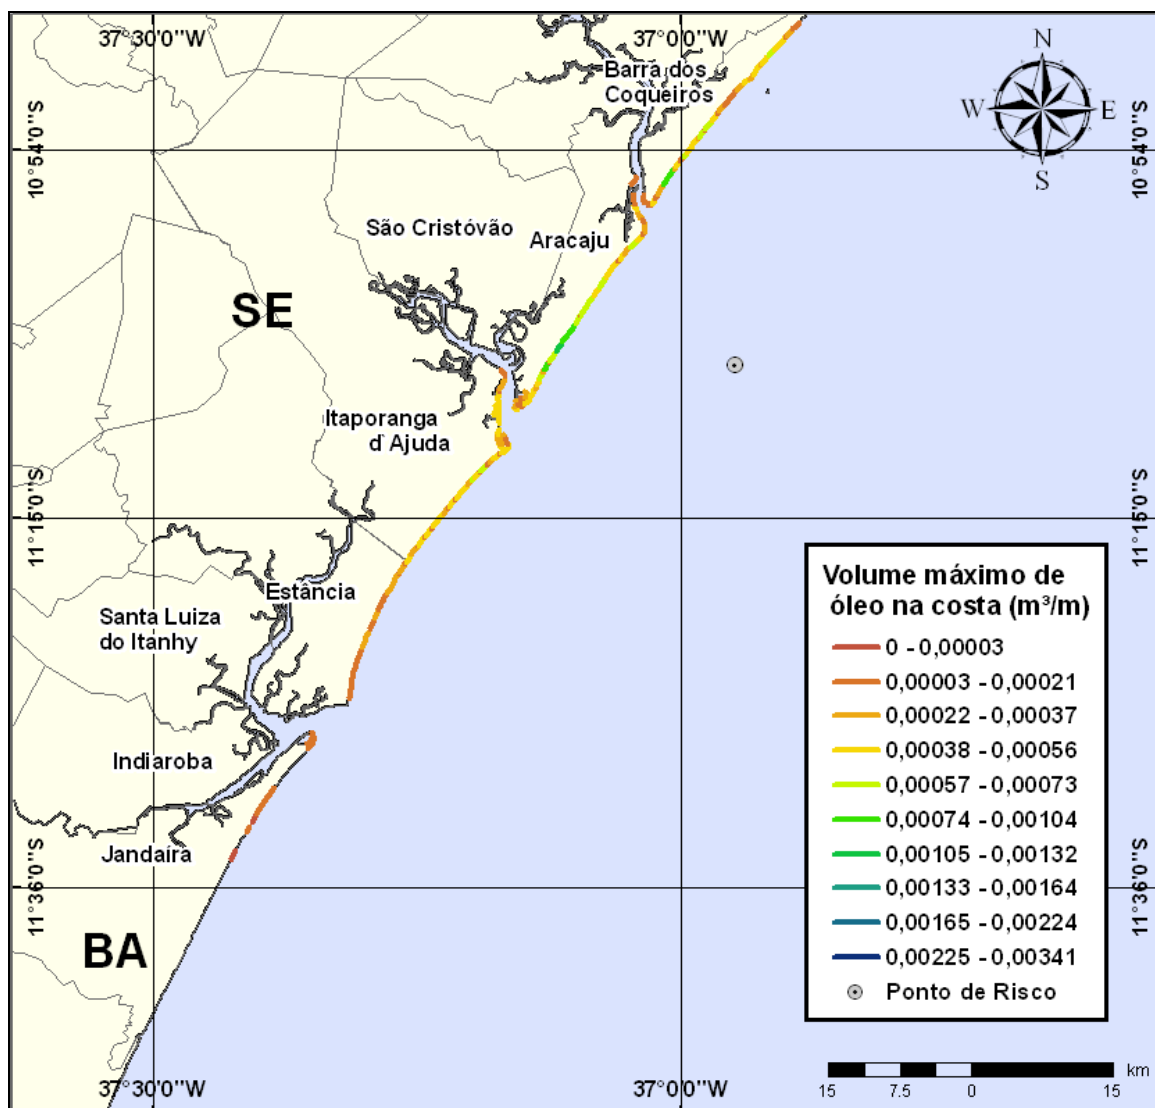 37°30'0"W
37°0'0"W
N
Barra dos
Coqueiros
W
E
10°54'0"S
10°54'0"S
S
São Cristóvão
Aracaju
SE
Itaporanga
d`Ajuda
11°15'0"S
11°15'0"S
Volume máximo de
óleo na costa (m³/m)
Estância
Santa Luiza
do Itanhy
0 - 0,00003
0,00003 - 0,00021
0,00022 - 0,00037
0,00038 - 0,00056
Indiaroba
0,00057 - 0,00073
0,00074 - 0,00104
Jandaíra
0,00105 - 0,00132
0,00133 - 0,00164
11°36'0"S
11°36'0"S
0,00165 - 0,00224
BA
0,00225 - 0,00341
Ponto de Risco
km
15 7.5 0 15
37°30'0"W
37°0'0"W